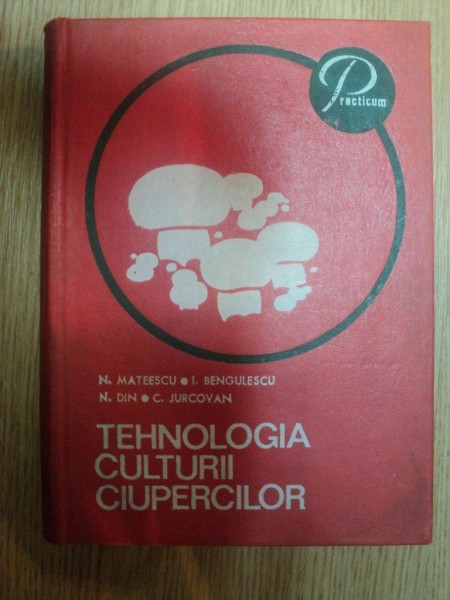 Practicum
N. MATEESCU • I. BENGULESCU
N. DIN • C. JURCOVAN
TEHNOLOGIA
CULTURII
CIUPERCILOR